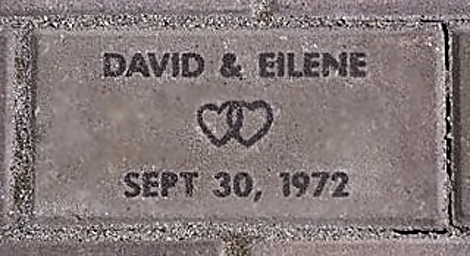 DAVID & EILENE
SEPT 30, 1972